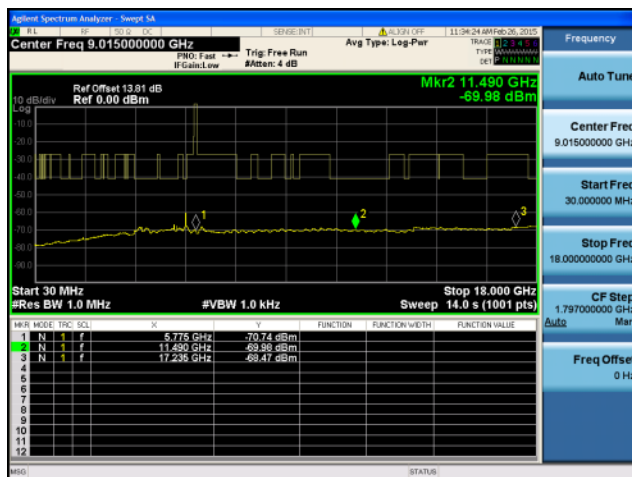 Agilent Spectrum Analyzer - Swept SA
RL RF 50 Ω DC SENSE:INT ALIGN OFF 11:34:24 AM Feb 26, 2015
Center Freq 9.015000000 GHz
PNO: Fast
IFGain:Low
Trig: Free Run
#Atten: 4 dB
Avg Type: Log-Pwr
TRACE 1 2 3 4 5 6
TYPE
DET P N N N N N
Ref Offset 13.81 dB
Ref 0.00 dBm
10 dB/div
Log
Mkr2 11.490 GHz
-69.98 dBm
-10.0
-20.0
-30.0
-40.0
-50.0
-60.0
-70.0
-80.0
-90.0
1
2
3
Start 30 MHz
#Res BW 1.0 MHz
#VBW 1.0 kHz
Stop 18.000 GHz
Sweep 14.0 s (1001 pts)
MKR MODE TRC SCL X Y FUNCTION FUNCTION WIDTH FUNCTION VALUE
1 N 1 f 5.775 GHz -70.74 dBm
2 N 1 f 11.490 GHz -69.98 dBm
3 N 1 f 17.235 GHz -68.47 dBm
4
5
6
7
8
9
10
11
12
MSG STATUS
Frequency
Auto Tune
Center Freq
9.015000000 GHz
Start Freq
30.000000 MHz
Stop Freq
18.000000000 GHz
CF Step
1.797000000 GHz
Auto Man
Freq Offset
0 Hz